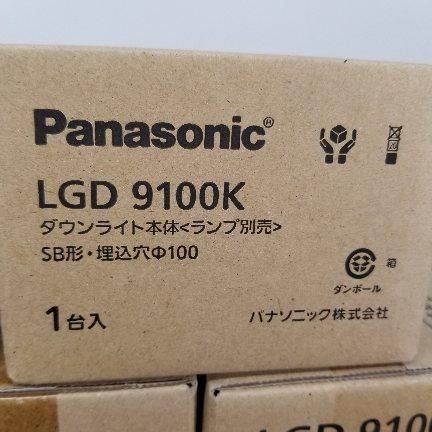 Panasonic®
LGD 9100K
ダウンライト本体<ランプ別売>
SB形・埋込穴Φ100
箱
ダンボール
1台入
パナソニック株式会社
LGD 9100